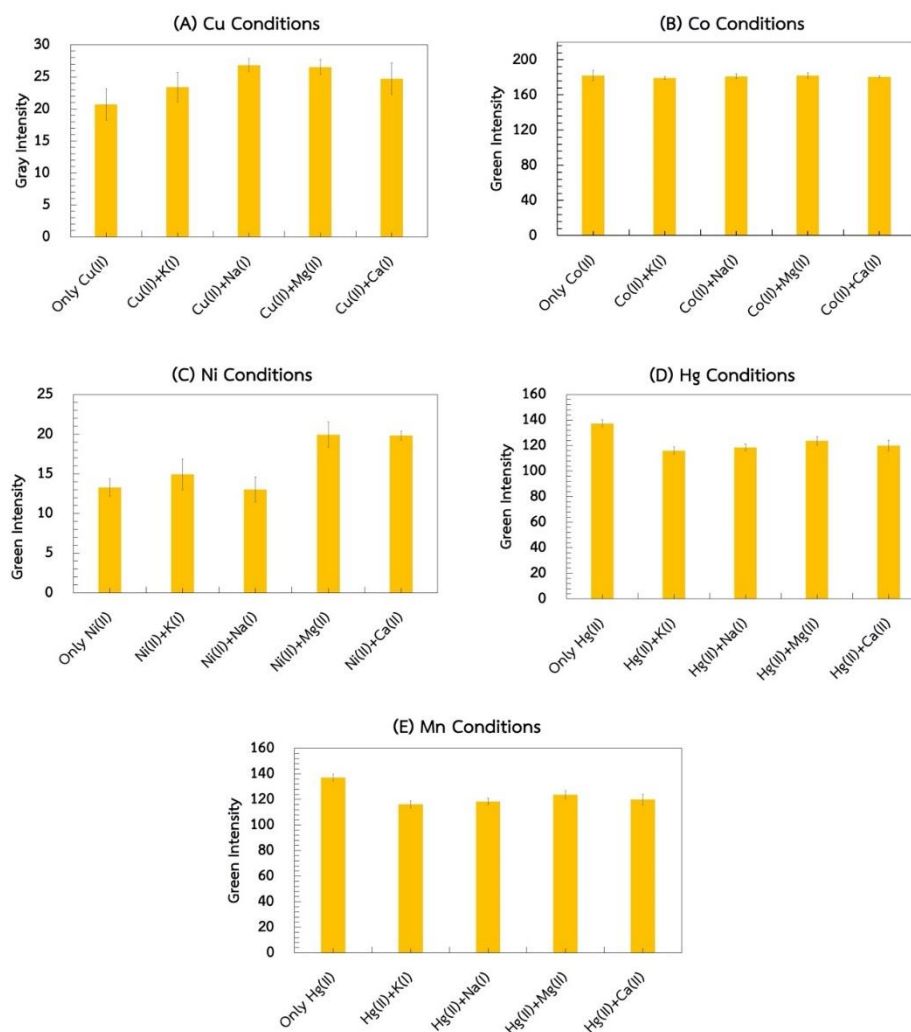 (A) Cu Conditions
Gray Intensity
30
25
20
15
10
5
0
Only Cu(II)
Cu(II)+K(I)
Cu(II)+Na(I)
Cu(II)+Mg(II)
Cu(II)+Ca(I)
(B) Co Conditions
Green Intensity
200
160
120
80
40
0
Only Co(II)
Co(II)+K(I)
Co(II)+Na(I)
Co(II)+Mg(II)
Co(II)+Ca(II)
(C) Ni Conditions
Green Intensity
25
20
15
10
5
0
Only Ni(II)
Ni(II)+K(I)
Ni(II)+Na(I)
Ni(II)+Mg(II)
Ni(II)+Ca(II)
(D) Hg Conditions
Green Intensity
160
140
120
100
80
60
40
20
0
Only Hg(II)
Hg(II)+K(I)
Hg(II)+Na(I)
Hg(II)+Mg(II)
Hg(II)+Ca(II)
(E) Mn Conditions
Green Intensity
160
140
120
100
80
60
40
20
0
Only Hg(II)
Hg(II)+K(I)
Hg(II)+Na(I)
Hg(II)+Mg(II)
Hg(II)+Ca(II)